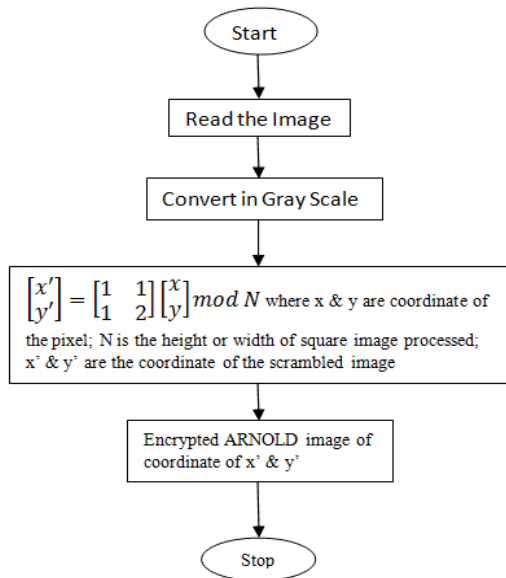 Start
Read the Image
Convert in Gray Scale
[x′ y′] = [1 1 1 2][x y] mod N where x & y are coordinate of
the pixel; N is the height or width of square image processed;
x’ & y’ are the coordinate of the scrambled image
Encrypted ARNOLD image of
coordinate of x’ & y’
Stop